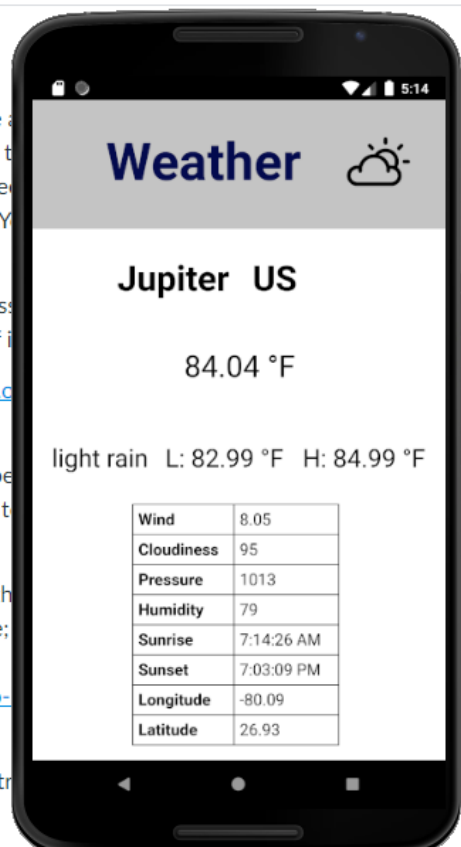 5:14
Weather
Jupiter US
84.04 °F
light rain L: 82.99 °F H: 84.99 °F
Wind 8.05
Cloudiness 95
Pressure 1013
Humidity 79
Sunrise 7:14:26 AM
Sunset 7:03:09 PM
Longitude -80.09
Latitude 26.93